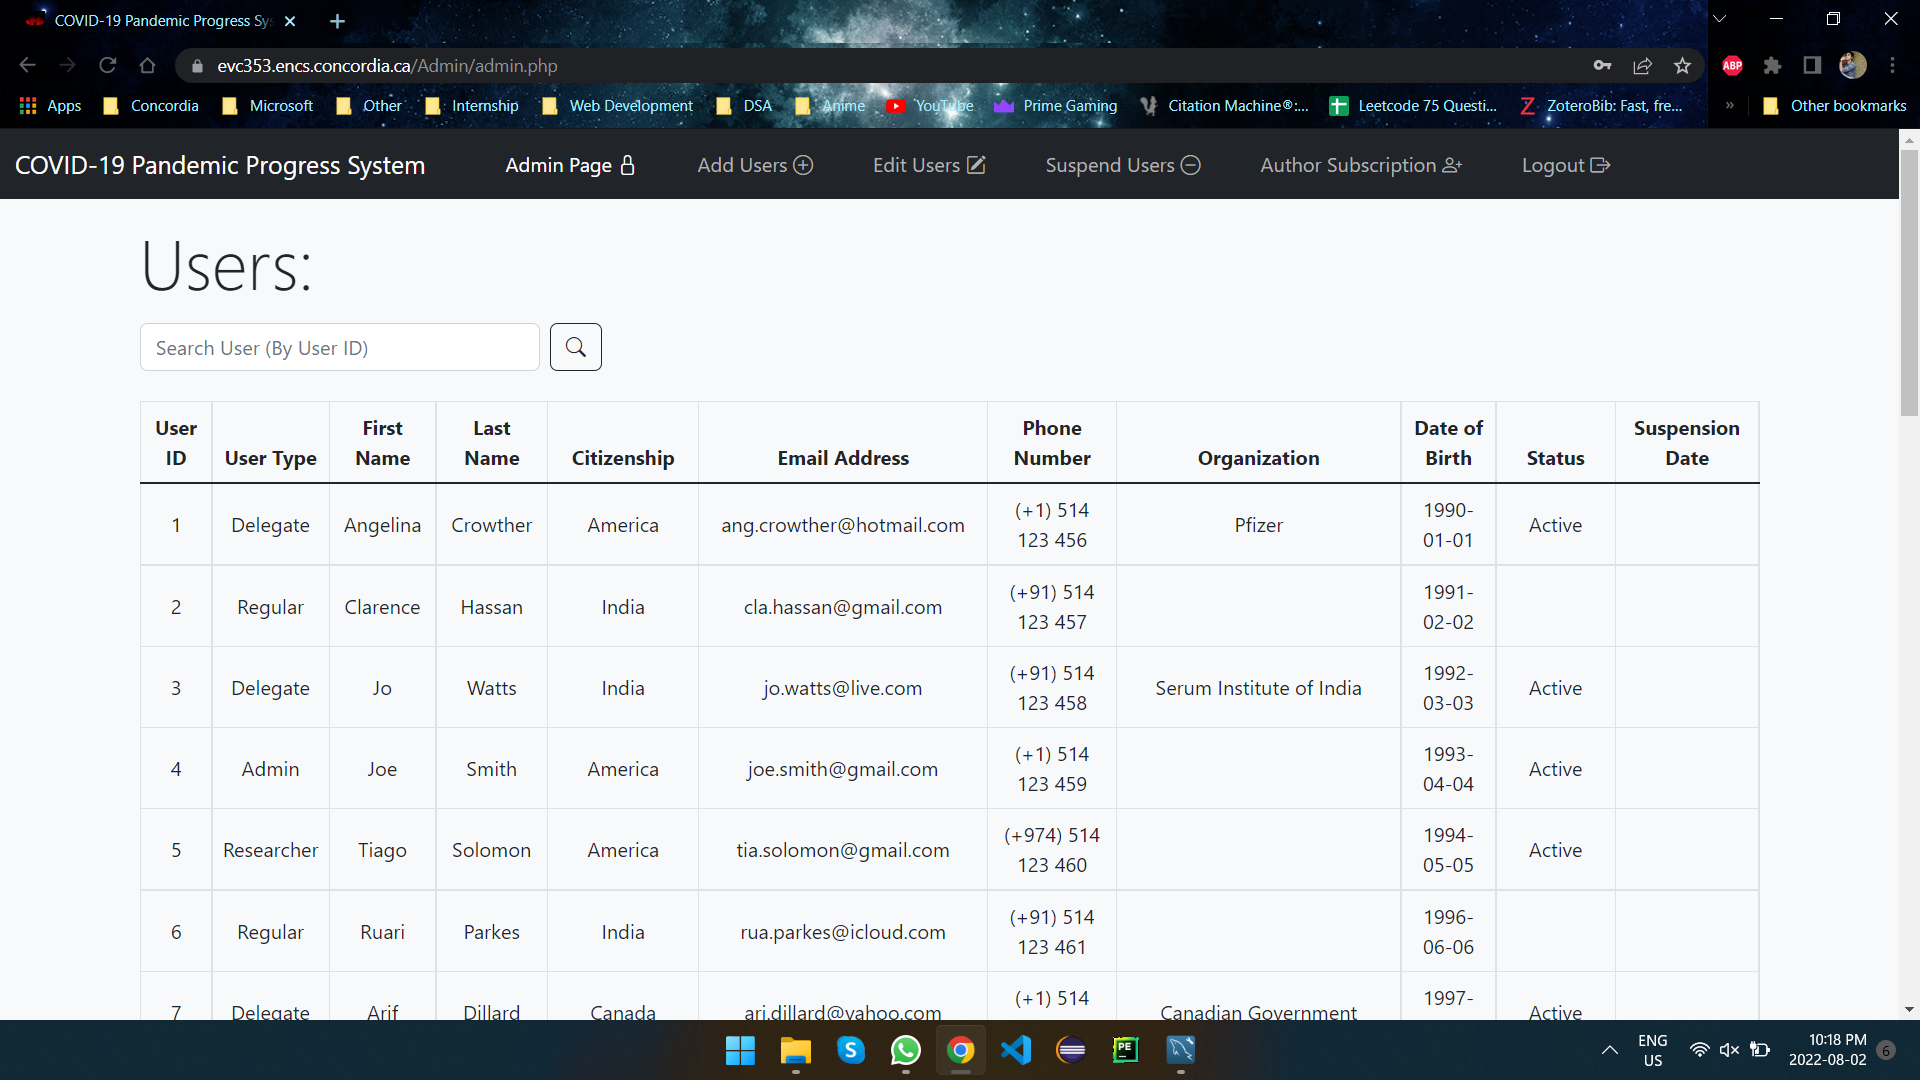 COVID-19 Pandemic Progress Sys
evc353.encs.concordia.ca/Admin/admin.php
ABP
Apps Concordia Microsoft Other Internship Web Development DSA Anime YouTube Prime Gaming Citation Machine®:... Leetcode 75 Questi... ZoteroBib: Fast, fre... » Other bookmarks
COVID-19 Pandemic Progress System Admin Page Add Users Edit Users Suspend Users Author Subscription Logout
Users:
Search User (By User ID)
User ID User Type First Name Last Name Citizenship Email Address Phone Number Organization Date of Birth Status Suspension Date
1 Delegate Angelina Crowther America ang.crowther@hotmail.com (+1) 514 123 456 Pfizer 1990-01-01 Active
2 Regular Clarence Hassan India cla.hassan@gmail.com (+91) 514 123 457 1991-02-02
3 Delegate Jo Watts India jo.watts@live.com (+91) 514 123 458 Serum Institute of India 1992-03-03 Active
4 Admin Joe Smith America joe.smith@gmail.com (+1) 514 123 459 1993-04-04 Active
5 Researcher Tiago Solomon America tia.solomon@gmail.com (+974) 514 123 460 1994-05-05 Active
6 Regular Ruari Parkes India rua.parkes@icloud.com (+91) 514 123 461 1996-06-06
7 Delegate Arif Dillard Canada ari.dillard@yahoo.com (+1) 514 Canadian Government 1997- Active
PE
ENG US
10:18 PM
2022-08-02
6